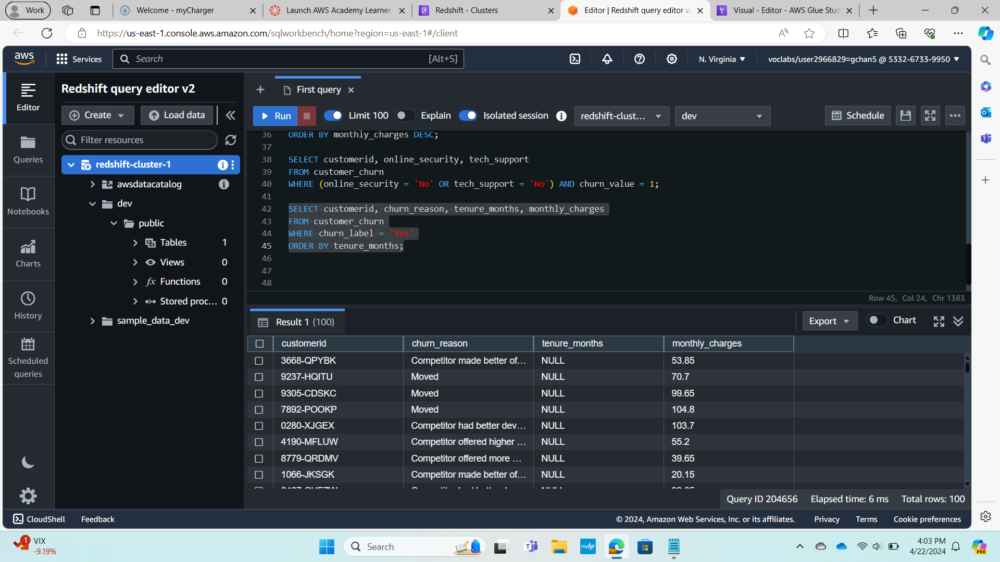 Work
Welcome - myCharger
Launch AWS Academy Learner
Redshift - Clusters
Editor | Redshift query editor v
Visual - Editor - AWS Glue Stud
https://us-east-1.console.aws.amazon.com/sqlworkbench/home?region=us-east-1#/client
aws
Services
Search
[Alt+S]
N. Virginia
voclabs/user2966829=gchan5 @ 5332-6733-9950
Editor
Queries
Notebooks
Charts
History
Scheduled
queries
Redshift query editor v2
Create
Load data
Filter resources
redshift-cluster-1
awsdatacatalog
dev
public
Tables 1
Views 0
Functions 0
Stored proc... 0
sample_data_dev
First query
Run
Limit 100
Explain
Isolated session
redshift-clust...
dev
Schedule
36 ORDER BY monthly_charges DESC;
37
38 SELECT customerid, online_security, tech_support
39 FROM customer_churn
40 WHERE (online_security = 'No' OR tech_support = 'No') AND churn_value = 1;
41
42 SELECT customerid, churn_reason, tenure_months, monthly_charges
43 FROM customer_churn
44 WHERE churn_label = 'Yes'
45 ORDER BY tenure_months;
46
47
48
Row 45, Col 24, Chr 1383
Result 1 (100)
Export
Chart
customerid churn_reason tenure_months monthly_charges
3668-QPYBK Competitor made better of... NULL 53.85
9237-HQITU Moved NULL 70.7
9305-CDSKC Moved NULL 99.65
7892-POOKP Moved NULL 104.8
0280-XJGEX Competitor had better dev... NULL 103.7
4190-MFLUW Competitor offered higher ... NULL 55.2
8779-QRDMV Competitor offered more ... NULL 39.65
1066-JKSGK Competitor made better of... NULL 20.15
Query ID 204656 Elapsed time: 6 ms Total rows: 100
CloudShell
Feedback
© 2024, Amazon Web Services, Inc. or its affiliates.
Privacy
Terms
Cookie preferences
1
VIX
-9.19%
Search
myhp
4:03 PM
4/22/2024
PRE